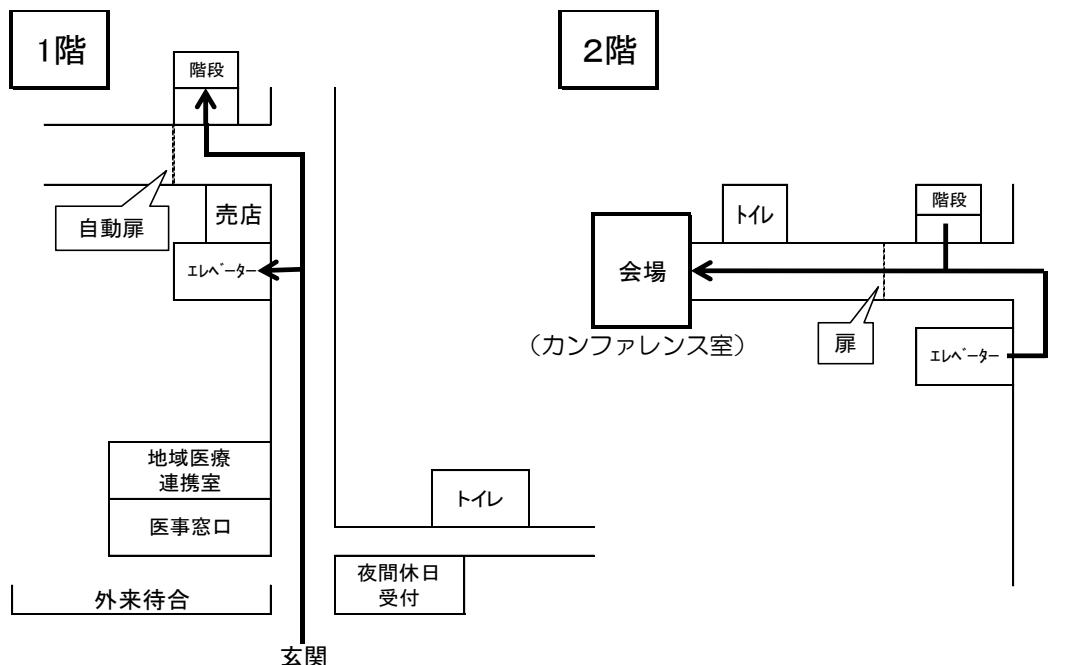 1階
階段
自動扉
売店
エレベーター
地域医療
連携室
医事窓口
外来待合
玄関
トイレ
夜間休日
受付
2階
トイレ
階段
会場
(カンファレンス室)
扉
エレベーター